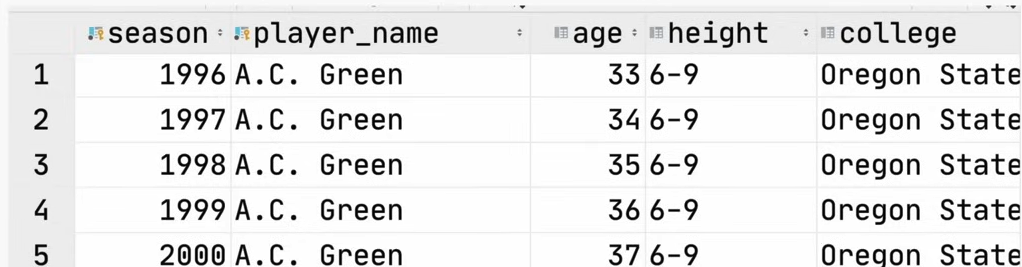 season player_name age height college
1 1996 A.C. Green 33 6-9 Oregon State
2 1997 A.C. Green 34 6-9 Oregon State
3 1998 A.C. Green 35 6-9 Oregon State
4 1999 A.C. Green 36 6-9 Oregon State
5 2000 A.C. Green 37 6-9 Oregon State